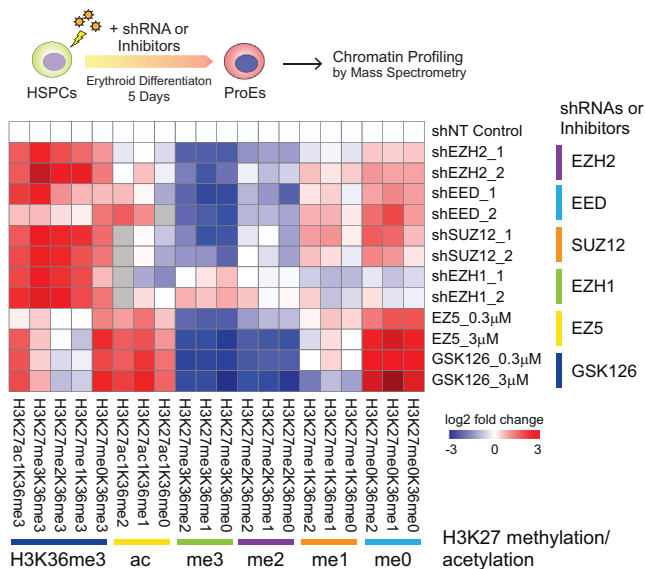 + shRNA or
Inhibitors
HSPCs
Erythroid Differentiaton
5 Days
ProEs
Chromatin Profiling
by Mass Spectrometry
shRNAs or
Inhibitors
shNT Control
shEZH2_1
shEZH2_2
shEED_1
shEED_2
shSUZ12_1
shSUZ12_2
shEZH1_1
shEZH1_2
EZ5_0.3μM
EZ5_3μM
GSK126_0.3μM
GSK126_3μM
EZH2
EED
SUZ12
EZH1
EZ5
GSK126
H3K27ac1K36me3
H3K27me3K36me3
H3K27me2K36me3
H3K27me1K36me3
H3K27me0K36me3
H3K27ac1K36me2
H3K27ac1K36me1
H3K27ac1K36me0
H3K27me3K36me2
H3K27me3K36me1
H3K27me3K36me0
H3K27me2K36me2
H3K27me2K36me1
H3K27me2K36me0
H3K27me1K36me2
H3K27me1K36me1
H3K27me1K36me0
H3K27me0K36me2
H3K27me0K36me1
H3K27me0K36me0
log2 fold change
-3 0 3
H3K36me3 ac me3 me2 me1 me0
H3K27 methylation/
acetylation